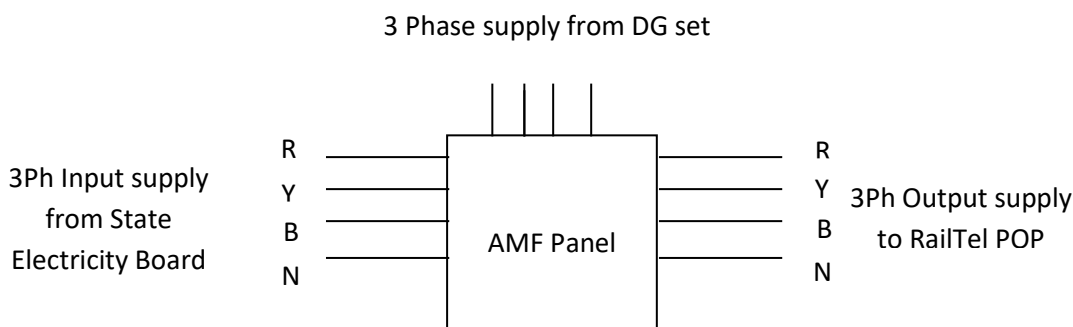 3 Phase supply from DG set
3Ph Input supply
from State
Electricity Board
R
Y
B
N
AMF Panel
R
Y
B
N
3Ph Output supply
to RailTel POP